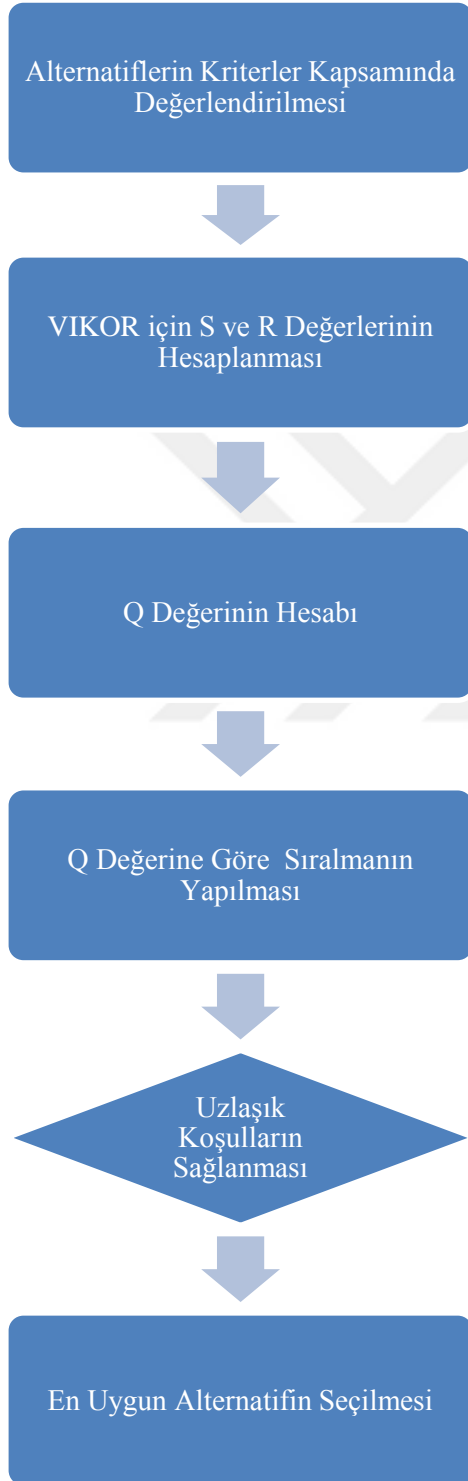 Alternatiflerin Kriterler Kapsamında
Değerlendirilmesi
VIKOR için S ve R Değerlerinin
Hesaplanması
Q Değerinin Hesabı
Q Değerine Göre Sıralmanın
Yapılması
Uzlaşık
Koşulların
Sağlanması
En Uygun Alternatifin Seçilmesi